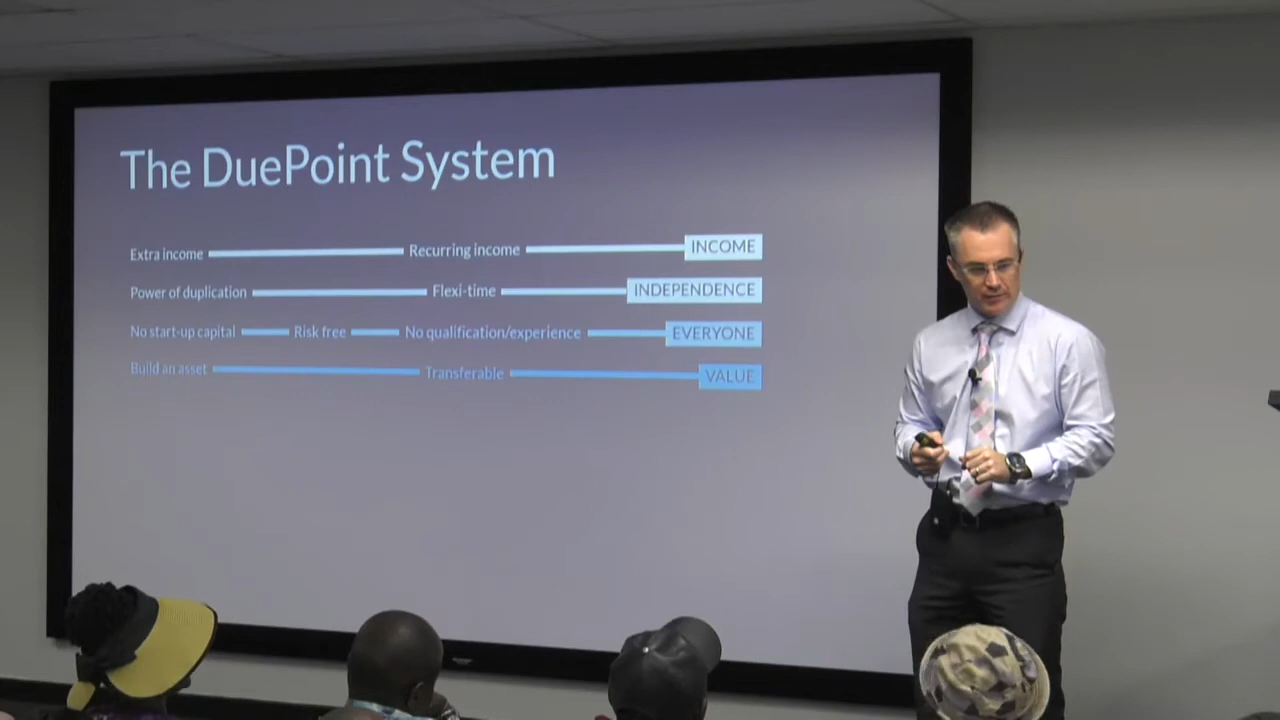 The DuePoint System
Extra income Recurring income INCOME
Power of duplication Flexi-time INDEPENDENCE
No start-up capital Risk free No qualification/experience EVERYONE
Build an asset Transferable VALUE